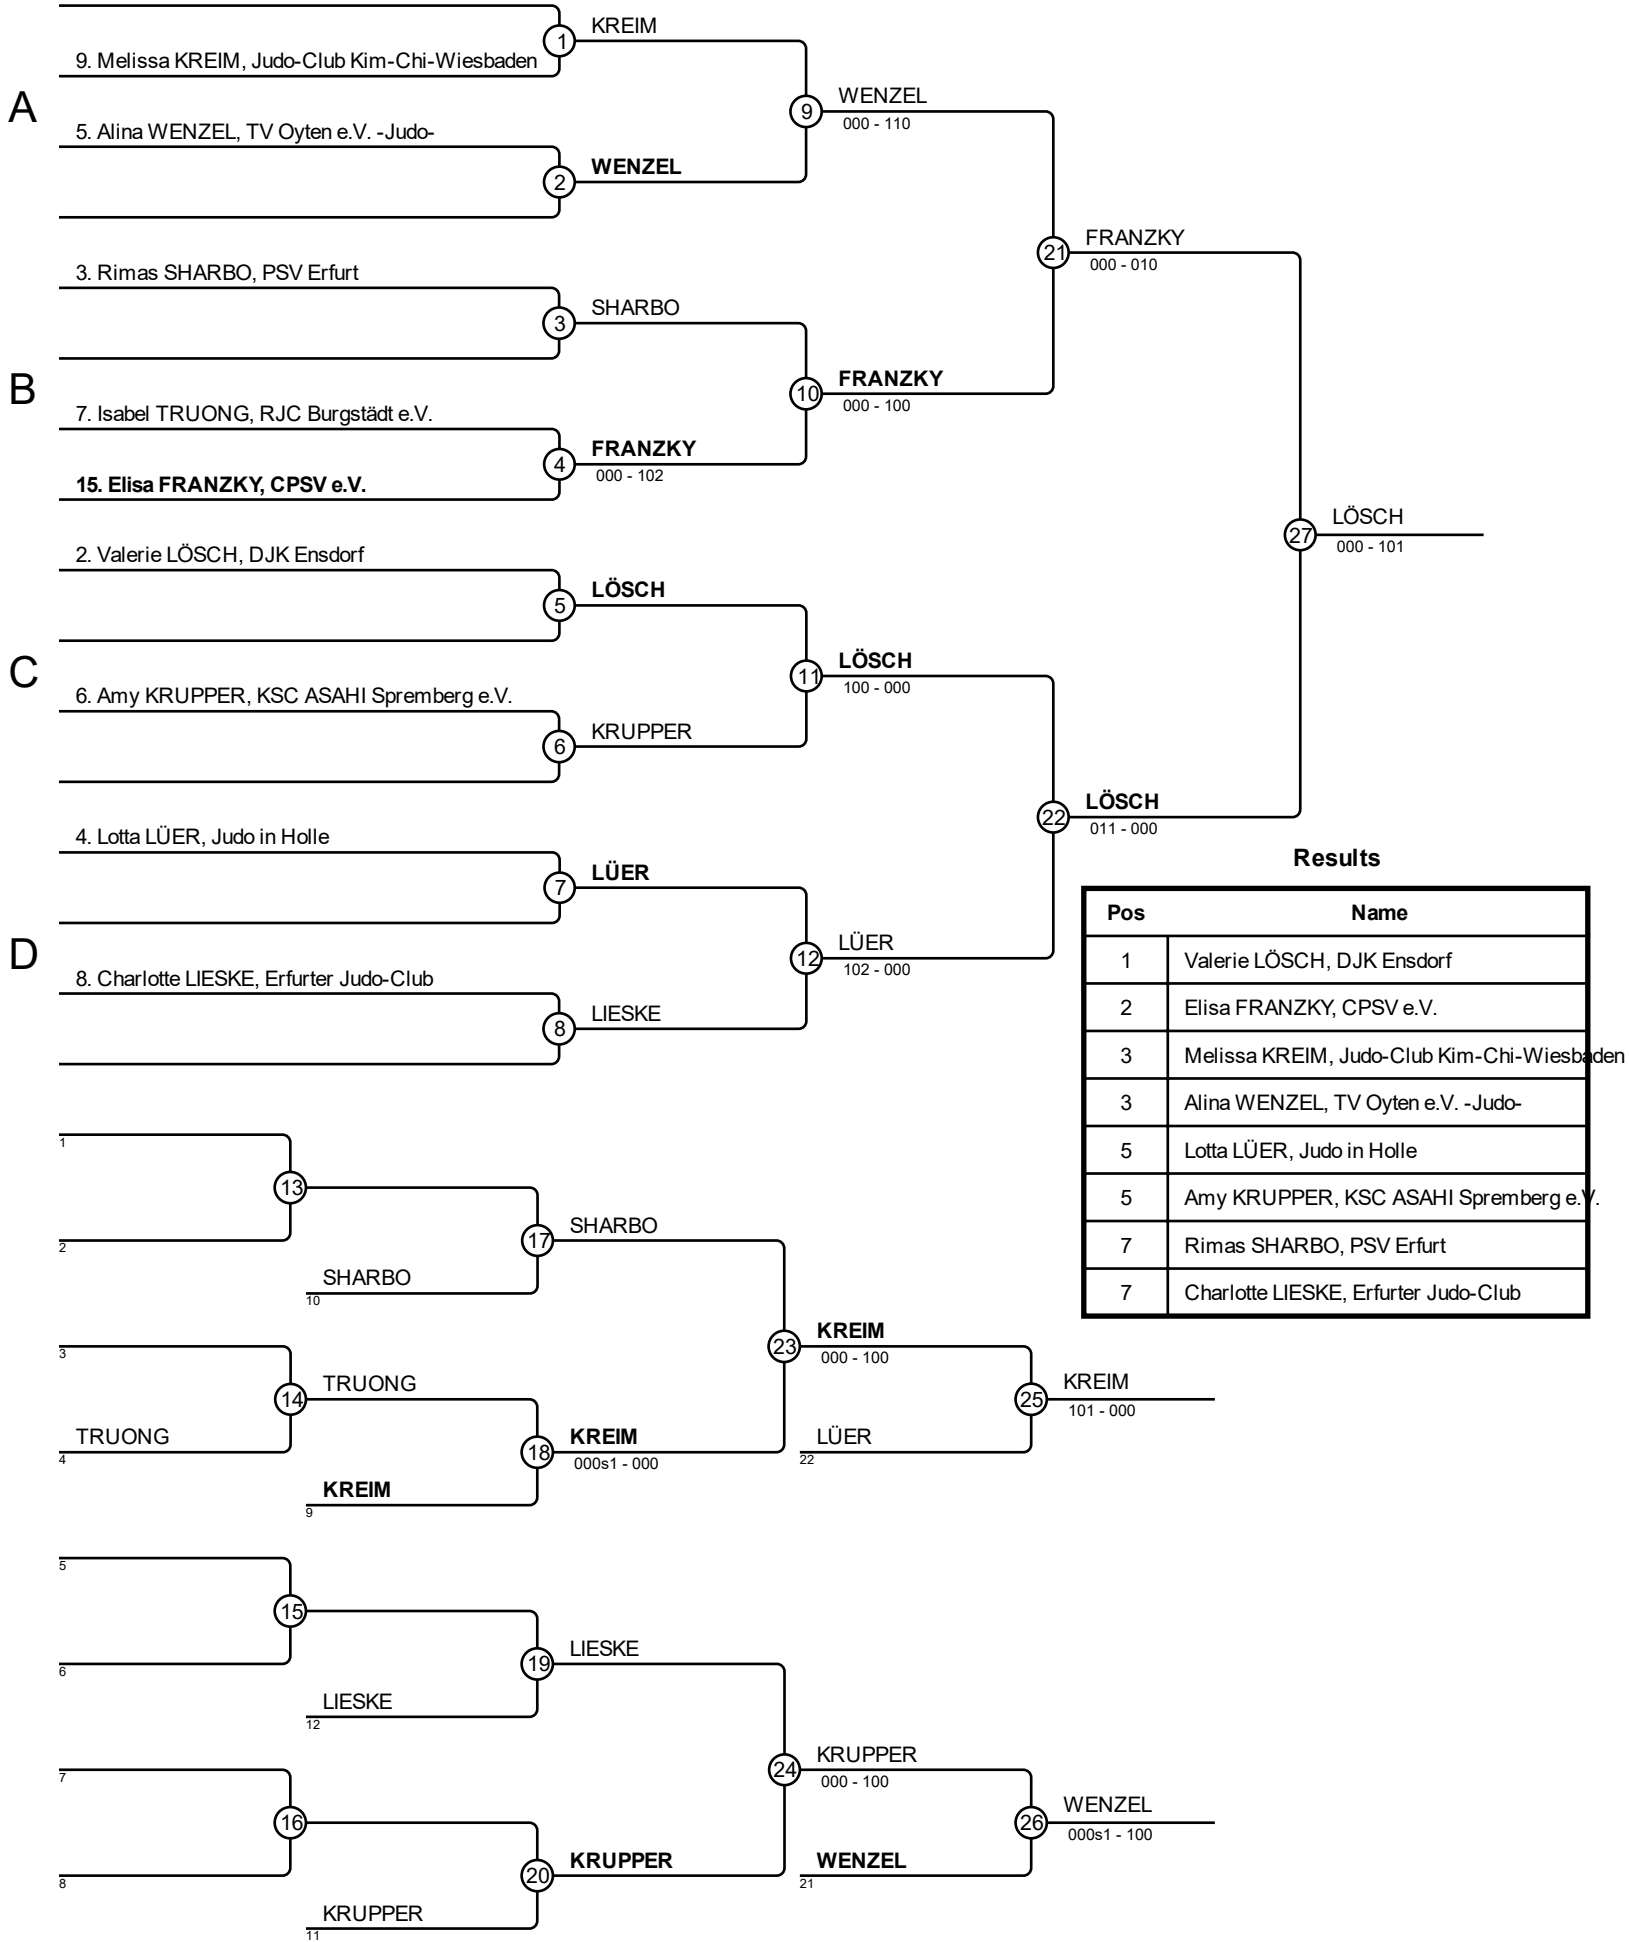 KREIM
1
9. Melissa KREIM, Judo-Club Kim-Chi-Wiesbaden
A
WENZEL
9
000 - 110
5. Alina WENZEL, TV Oyten e.V. -Judo-
WENZEL
2
FRANZKY
21
000 - 010
3. Rimas SHARBO, PSV Erfurt
SHARBO
3
B
FRANZKY
10
000 - 100
7. Isabel TRUONG, RJC Burgstädt e.V.
FRANZKY
4
000 - 102
15. Elisa FRANZKY, CPSV e.V.
LÖSCH
27
000 - 101
2. Valerie LÖSCH, DJK Ensdorf
LÖSCH
5
C
LÖSCH
11
100 - 000
6. Amy KRUPPER, KSC ASAHI Spremberg e.V.
KRUPPER
6
LÖSCH
22
011 - 000
4. Lotta LÜER, Judo in Holle
LÜER
7
D
LÜER
12
102 - 000
8. Charlotte LIESKE, Erfurter Judo-Club
LIESKE
8
Results
Pos Name
1 Valerie LÖSCH, DJK Ensdorf
2 Elisa FRANZKY, CPSV e.V.
3 Melissa KREIM, Judo-Club Kim-Chi-Wiesbaden
3 Alina WENZEL, TV Oyten e.V. -Judo-
5 Lotta LÜER, Judo in Holle
5 Amy KRUPPER, KSC ASAHI Spremberg e.V.
7 Rimas SHARBO, PSV Erfurt
7 Charlotte LIESKE, Erfurter Judo-Club
1
13
2
SHARBO
17
SHARBO
10
KREIM
23
000 - 100
3
TRUONG
14
TRUONG
4
KREIM
18
000s1 - 000
KREIM
9
KREIM
25
101 - 000
LÜER
22
5
15
6
LIESKE
19
LIESKE
12
KRUPPER
24
000 - 100
7
16
8
KRUPPER
20
KRUPPER
11
WENZEL
26
000s1 - 100
WENZEL
21